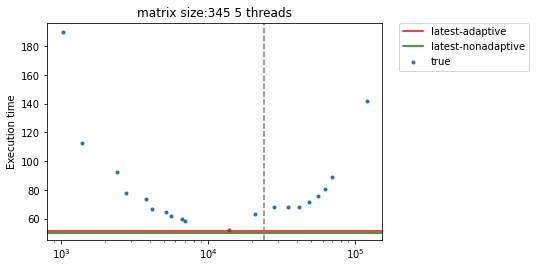 matrix size:345 5 threads
latest-adaptive
latest-nonadaptive
true
Execution time
180
160
140
120
100
80
60
10³
10⁴
10⁵